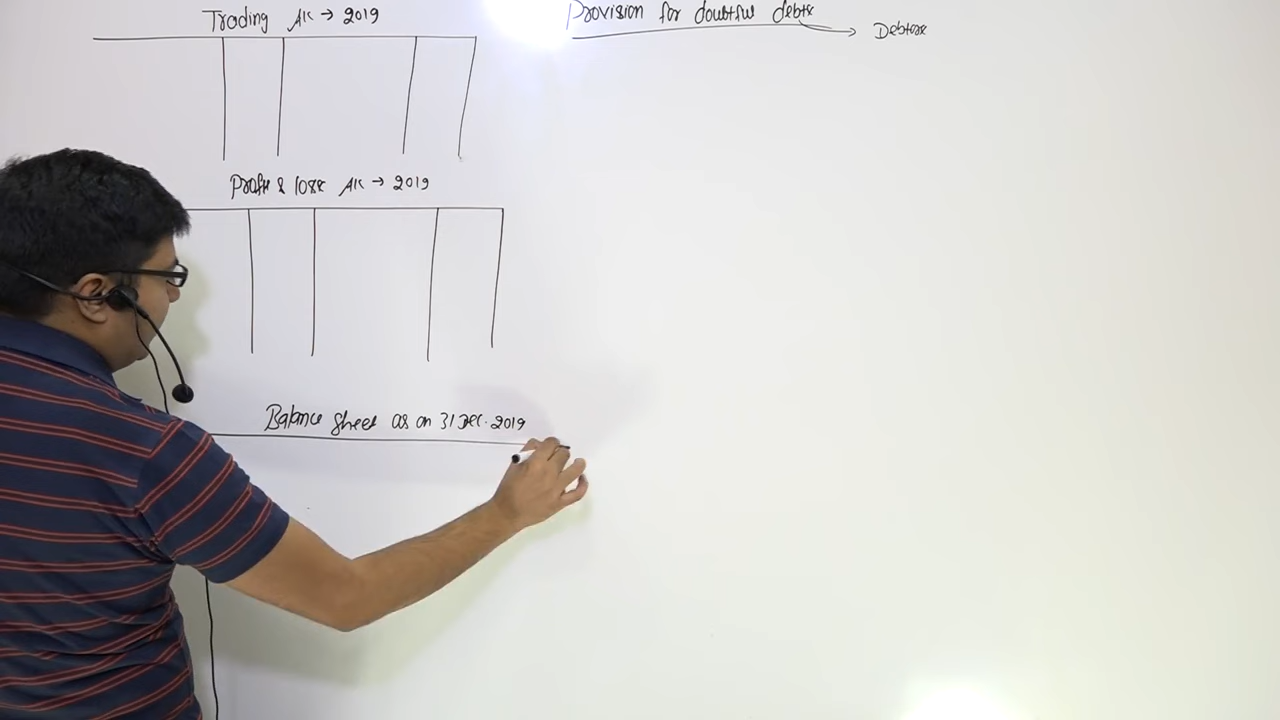 Trading A/c → 2019
Provision for doubtful debts
Debtors
Profit & loss A/c → 2019
Balance Sheet as on 31 Dec. 2019